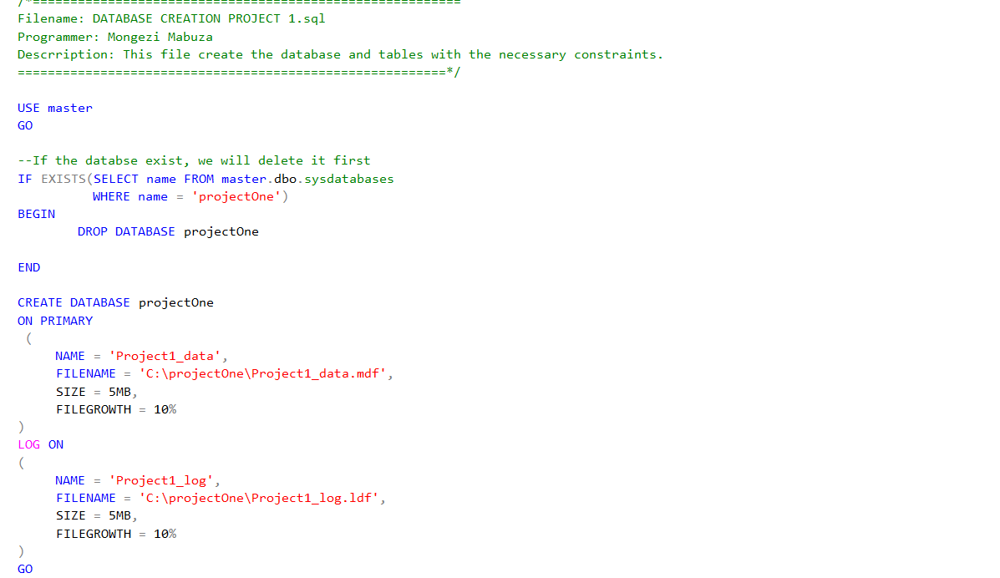 /*=========================================================
Filename: DATABASE CREATION PROJECT 1.sql
Programmer: Mongezi Mabuza
Descrription: This file create the database and tables with the necessary constraints.
=========================================================*/
USE master
GO
--If the databse exist, we will delete it first
IF EXISTS(SELECT name FROM master.dbo.sysdatabases
WHERE name = 'projectOne')
BEGIN
DROP DATABASE projectOne
END
CREATE DATABASE projectOne
ON PRIMARY
(
NAME = 'Project1_data',
FILENAME = 'C:\projectOne\Project1_data.mdf',
SIZE = 5MB,
FILEGROWTH = 10%
)
LOG ON
(
NAME = 'Project1_log',
FILENAME = 'C:\projectOne\Project1_log.ldf',
SIZE = 5MB,
FILEGROWTH = 10%
)
GO